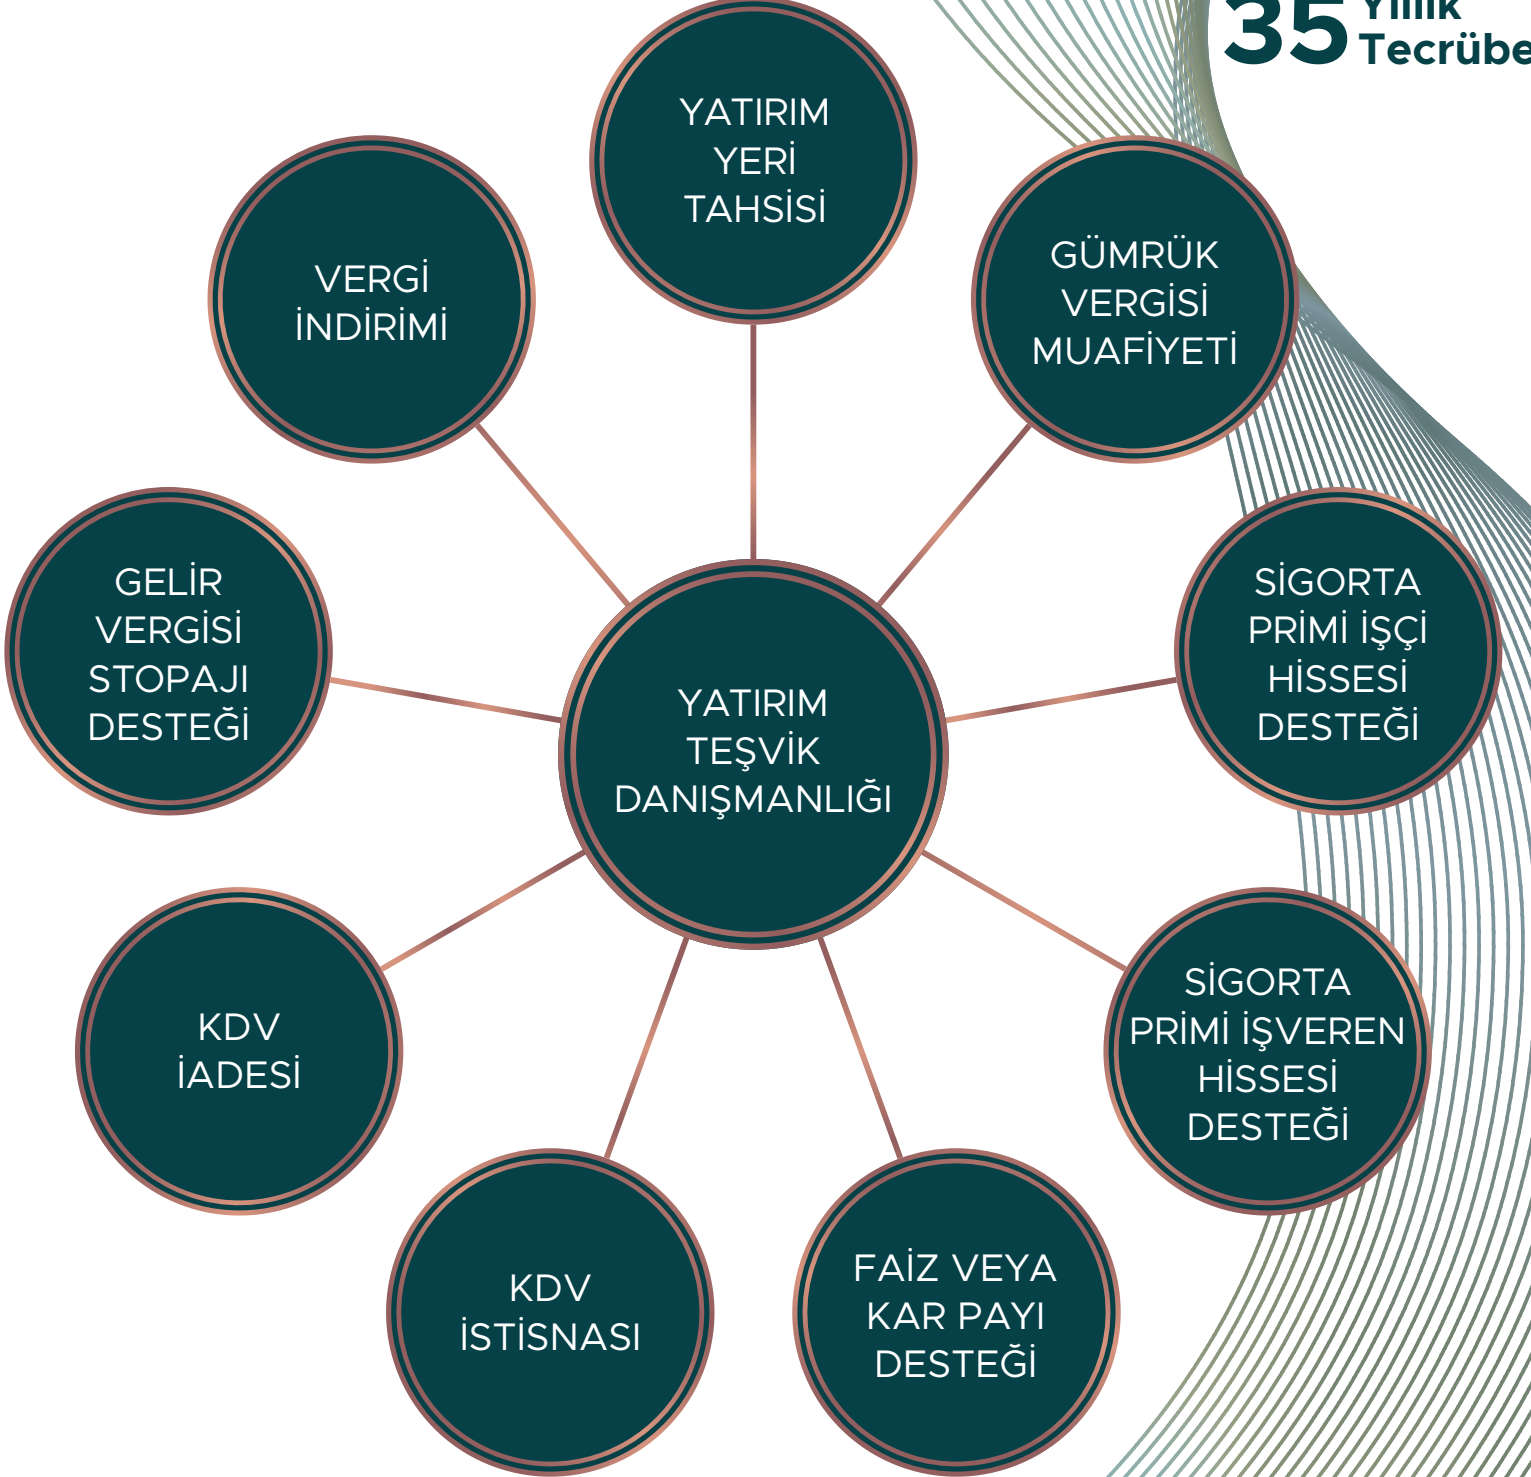 35 Yıllık
Tecrübe
YATIRIM
YERİ
TAHSİSİ
GÜMRÜK
VERGİSİ
MUAFİYETİ
SİGORTA
PRİMİ İŞÇİ
HİSSESİ
DESTEĞİ
SİGORTA
PRİMİ İŞVEREN
HİSSESİ
DESTEĞİ
FAİZ VEYA
KAR PAYI
DESTEĞİ
KDV
İSTİSNASI
KDV
İADESİ
GELİR
VERGİSİ
STOPAJI
DESTEĞİ
VERGİ
İNDİRİMİ
YATIRIM
TEŞVİK
DANIŞMANLIĞI